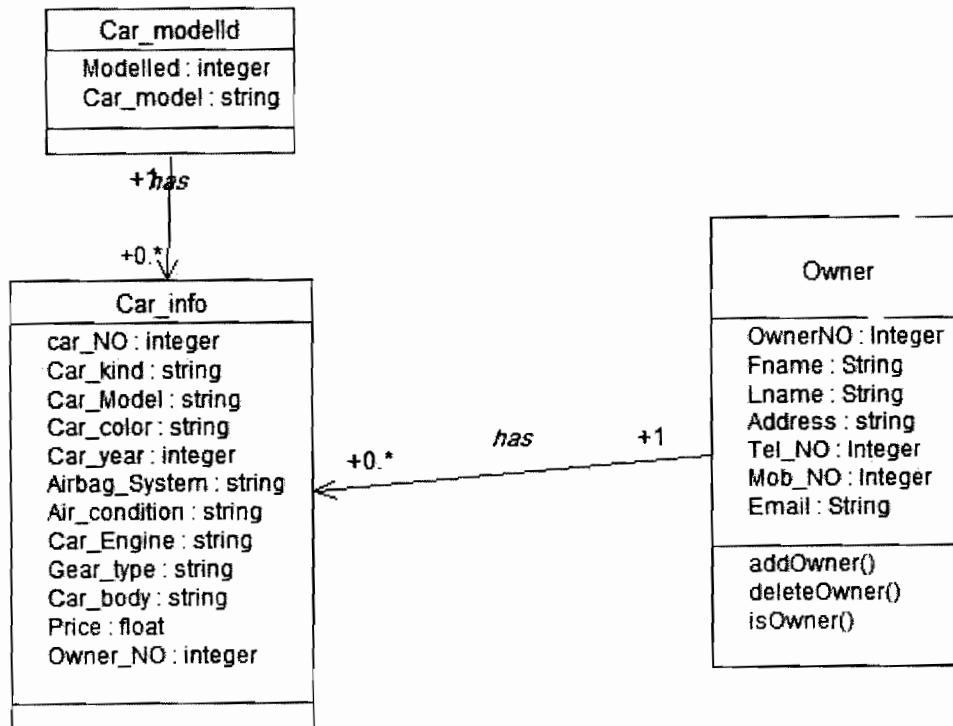 Car_modelId
Modelled : integer
Car_model : string
+1
has
+0.*
Car_info
car_NO : integer
Car_kind : string
Car_Model : string
Car_color : string
Car_year : integer
Airbag_System : string
Air_condition : string
Car_Engine : string
Gear_type : string
Car_body : string
Price : float
Owner_NO : integer
+0.*
has
+1
Owner
OwnerNO : Integer
Fname : String
Lname : String
Address : string
Tel_NO : Integer
Mob_NO : Integer
Email : String
addOwner()
deleteOwner()
isOwner()